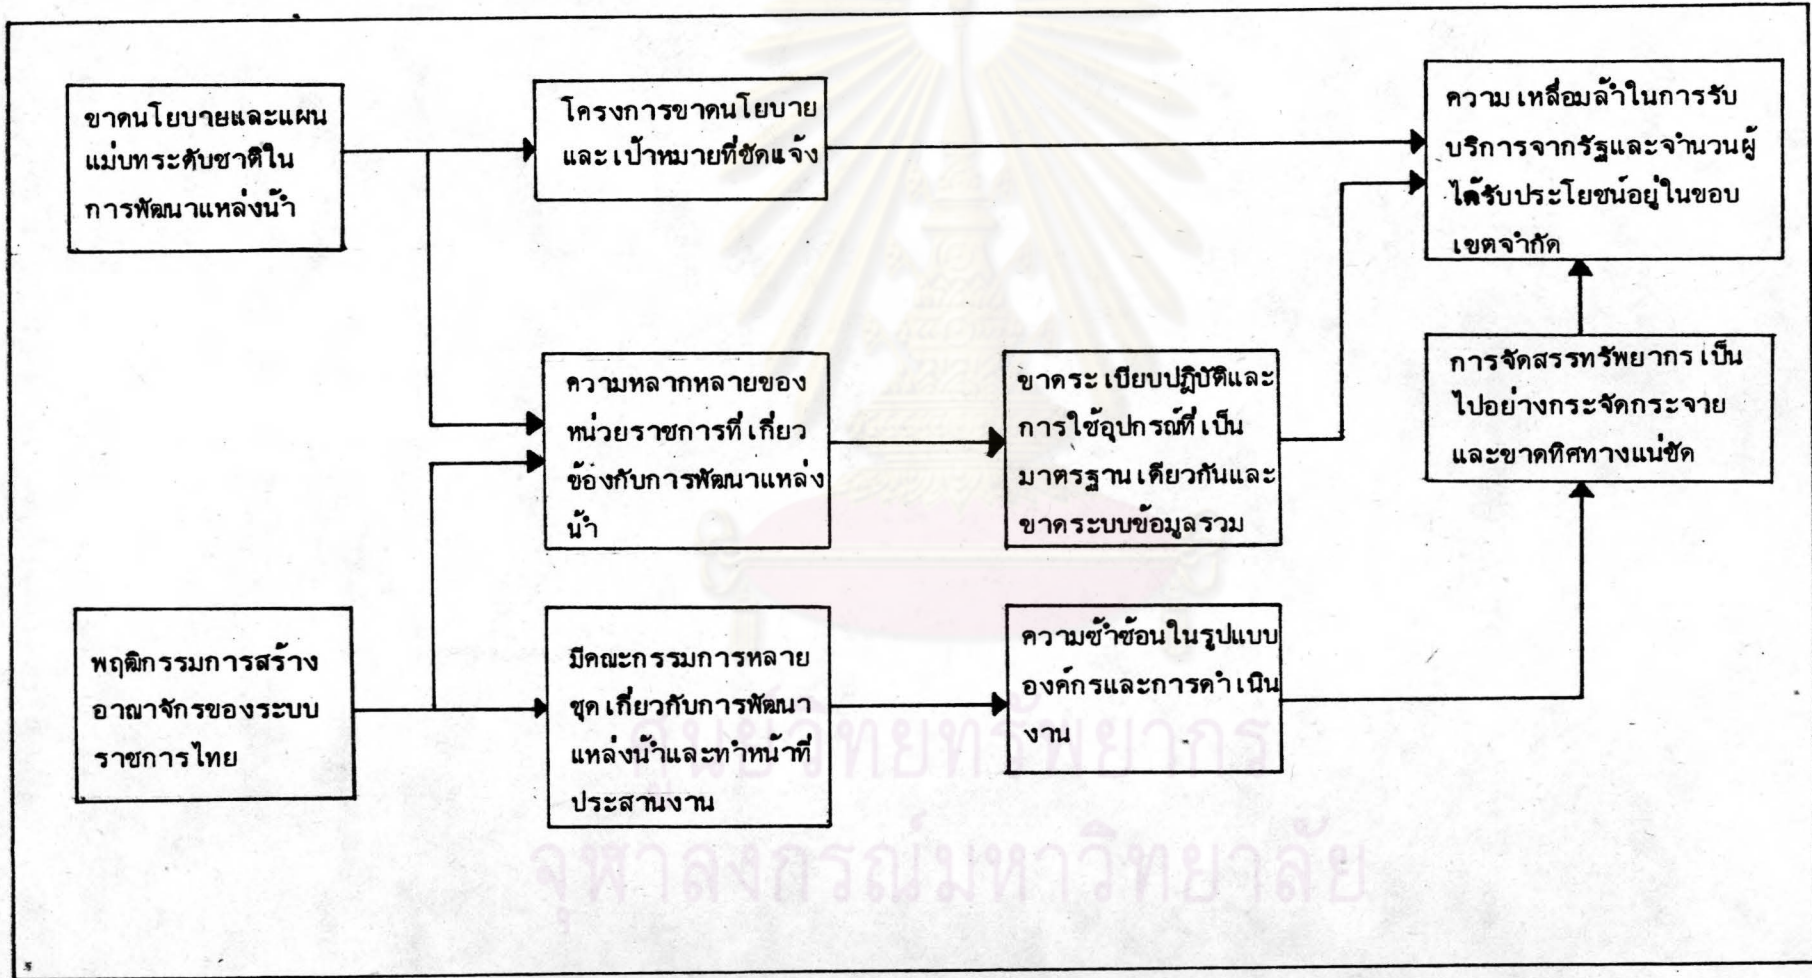 ขาดนโยบายและแผน
แม่บทระดับชาติใน
การพัฒนาแหล่งน้ำ
โครงการขาดนโยบาย
และเป้าหมายที่ชัดแจ้ง
ความเหลื่อมล้ำในการรับ
บริการจากรัฐและจำนวนผู้
ได้รับประโยชน์อยู่ในขอบ
เขตจำกัด
ความหลากหลายของ
หน่วยราชการที่เกี่ยว
ข้องกับการพัฒนาแหล่ง
น้ำ
ขาดระเบียบปฏิบัติและ
การใช้อุปกรณ์ที่เป็น
มาตรฐานเดียวกันและ
ขาดระบบข้อมูลรวม
การจัดสรรทรัพยากรเป็น
ไปอย่างกระจัดกระจาย
และขาดทิศทางแน่ชัด
พฤติกรรมการสร้าง
อาณาจักรของระบบ
ราชการไทย
มีคณะกรรมการหลาย
ชุดเกี่ยวกับการพัฒนา
แหล่งน้ำและทำหน้าที่
ประสานงาน
ความซ้ำซ้อนในรูปแบบ
องค์กรและการดำเนิน
งาน
ศูนย์วิทยทรัพยากร
จุฬาลงกรณ์มหาวิทยาลัย